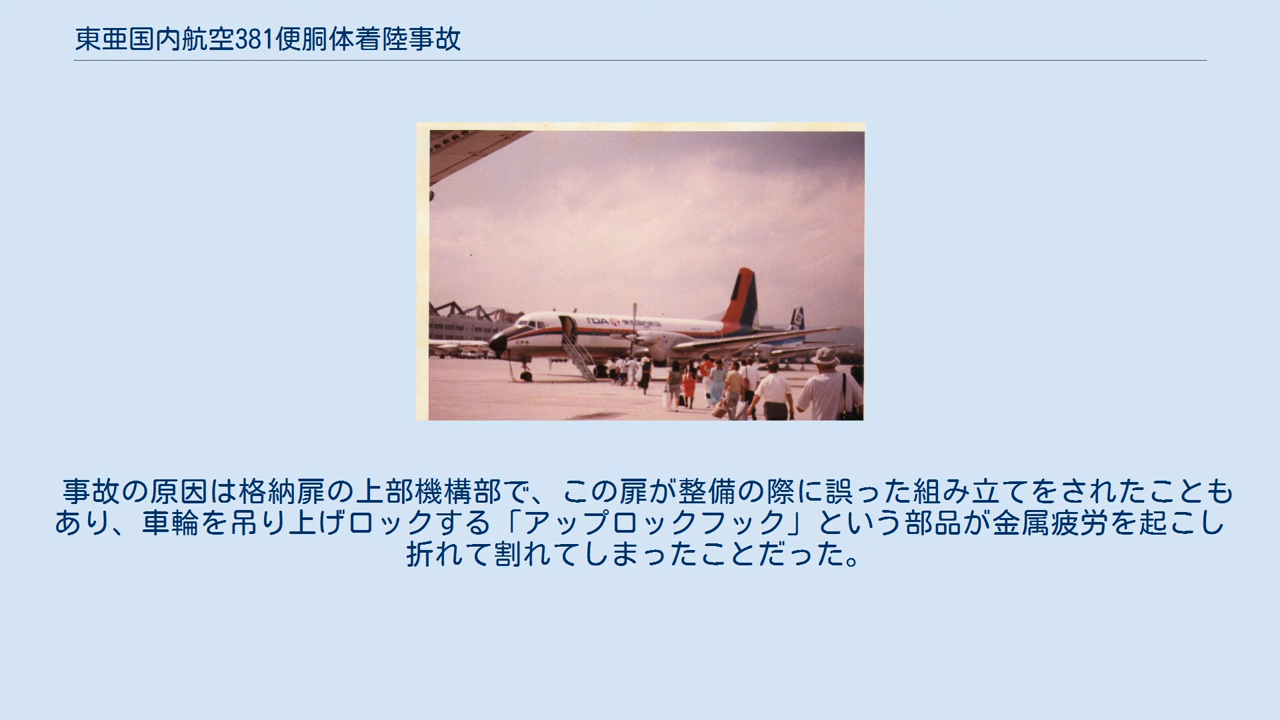 東亜国内航空381便胴体着陸事故
TDA
事故の原因は格納扉の上部機構部で、この扉が整備の際に誤った組み立てをされたことも
あり、車輪を吊り上げロックする「アップロックフック」という部品が金属疲労を起こし
折れて割れてしまったことだった。